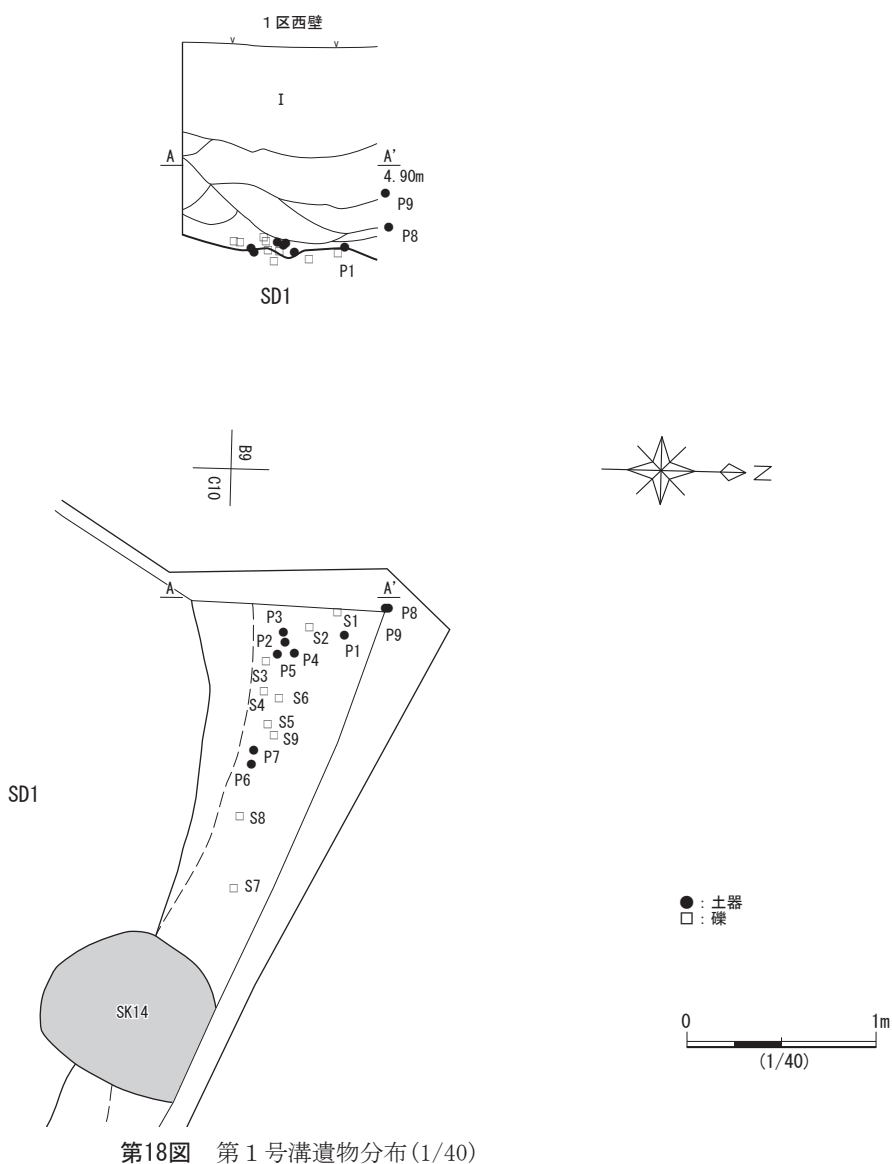 1区西壁
I
A
A'
4.90m
P9
P8
P1
SD1
B9
C10
N
A
A'
P3
S1
P8
P2
S2
P1
P9
P5
P4
S3
S4
S6
S5
S9
P7
P6
SD1
S8
S7
●：土器
□：礫
SK14
0
1m
(1/40)
第18図　第1号溝遺物分布(1/40)